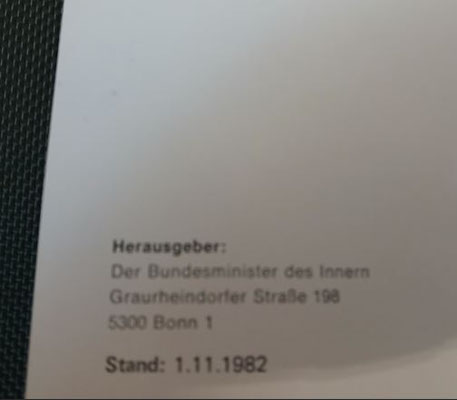 Herausgeber:
Der Bundesminister des Innern
Graurheindorfer Straße 198
5300 Bonn 1
Stand: 1.11.1982